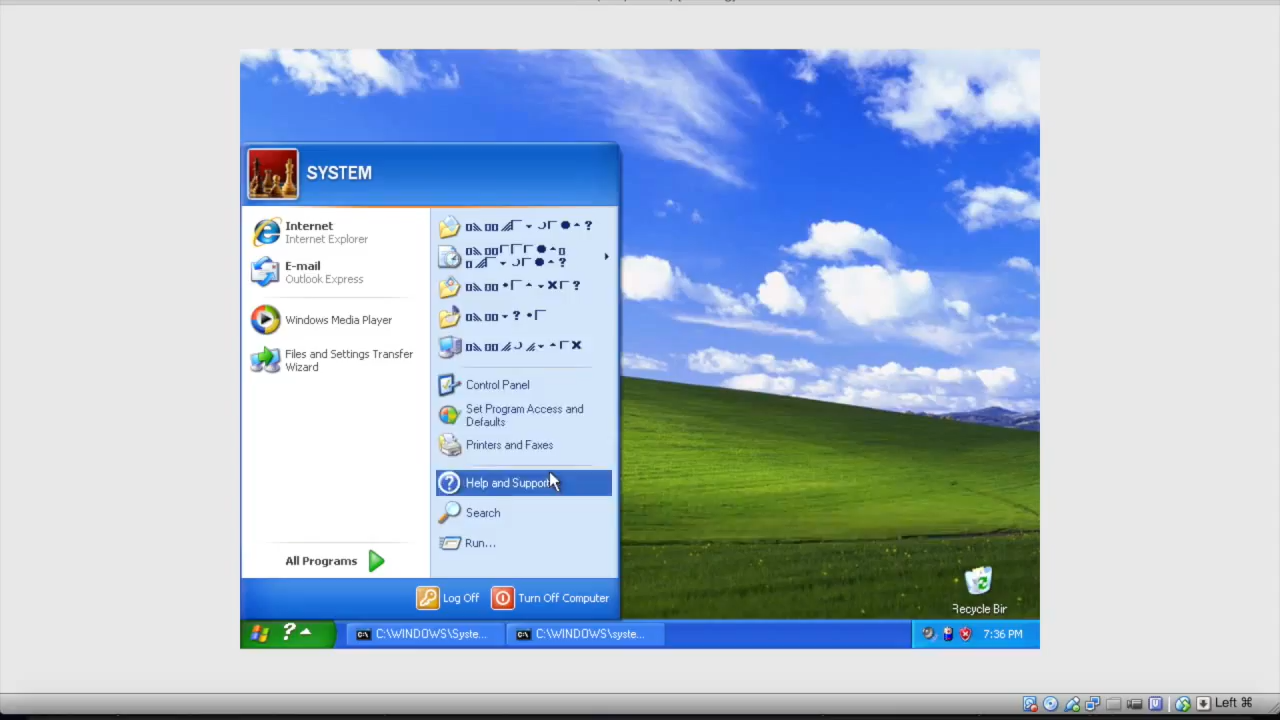 SYSTEM
Internet
Internet Explorer
E-mail
Outlook Express
Windows Media Player
Files and Settings Transfer
Wizard
All Programs
Control Panel
Set Program Access and
Defaults
Printers and Faxes
Help and Support
Search
Run...
Log Off
Turn Off Computer
Recycle Bin
C:\WINDOWS\Syste...
C:\WINDOWS\syste...
7:36 PM
Left ⌘